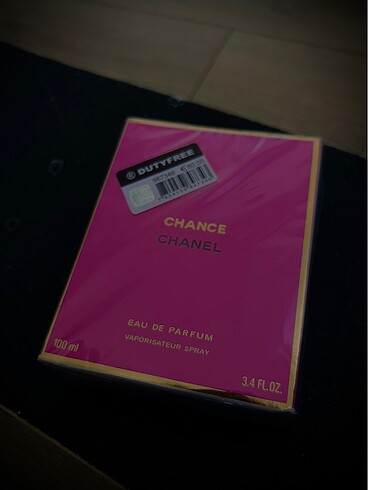 ® DUTYFREE
CHANCE
CHANEL
EAU DE PARFUM
VAPORISATEUR SPRAY
100 ml
3.4 FL.OZ.